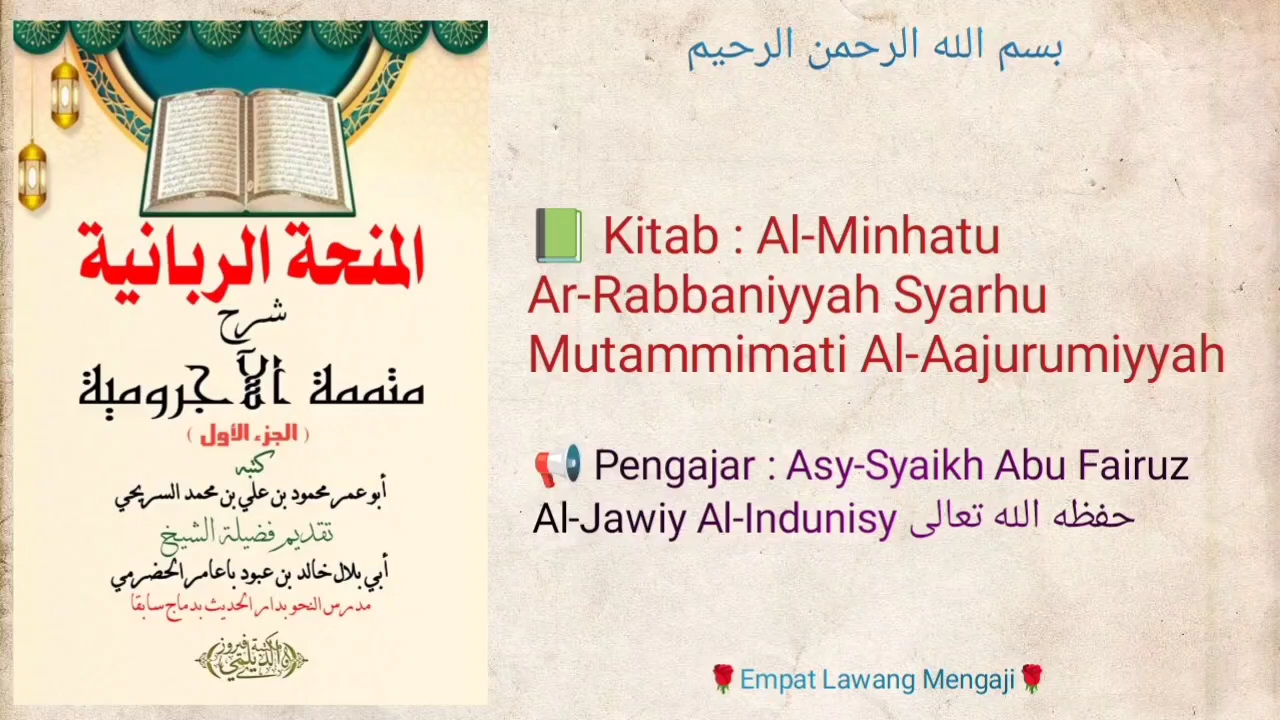 المنحة الربانية
شرح
متممة الآجرومية
( الجزء الأول )
كتبه
أبو عمر محمود بن علي بن محمد السريحي
تقديم فضيلة الشيخ
أبي بلال خالد بن عبود باعامر الحضرمي
مدرس النحو بدار الحديث بدماج سابقا
بسم الله الرحمن الرحيم
📗 Kitab : Al-Minhatu
Ar-Rabbaniyyah Syarhu
Mutammimati Al-Aajurumiyyah
📢 Pengajar : Asy-Syaikh Abu Fairuz
Al-Jawiy Al-Indunisy حفظه الله تعالى
🌹Empat Lawang Mengaji🌹